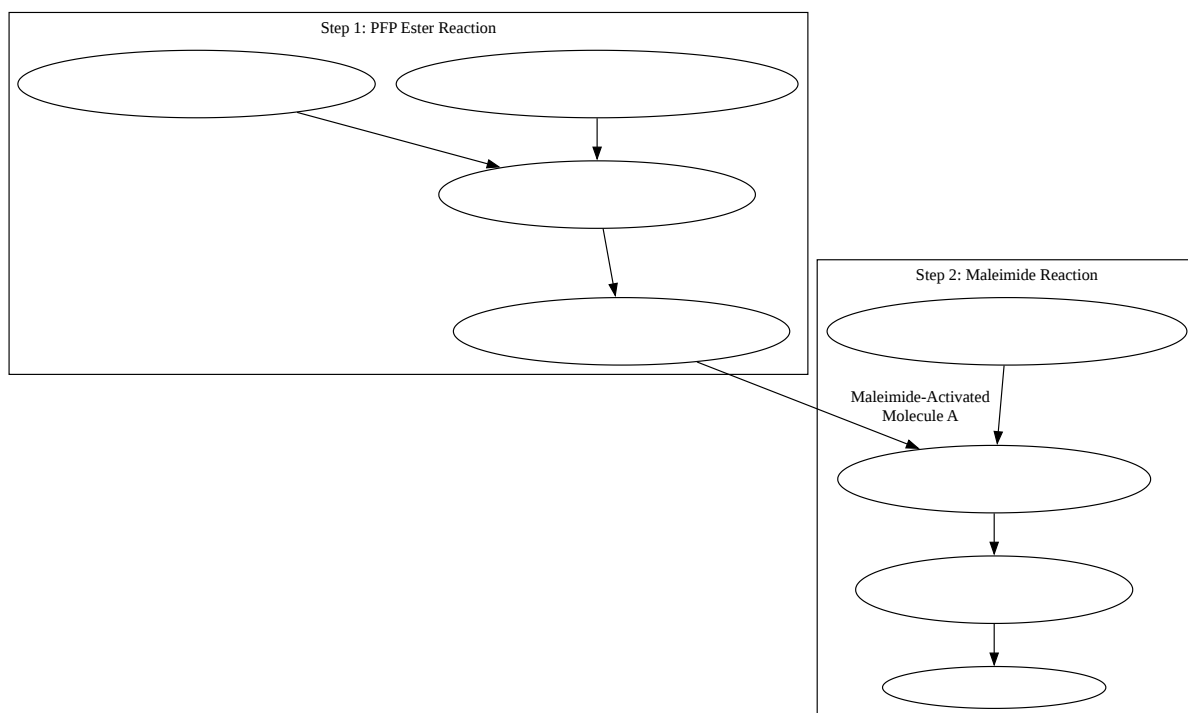 Step 1: PFP Ester Reaction
Step 2: Maleimide Reaction
Maleimide-Activated
Molecule A